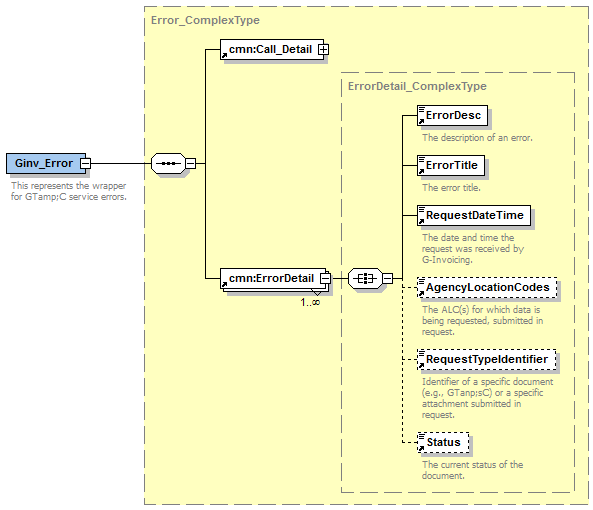 Error_ComplexType
cmn:Call_Detail
ErrorDetail_ComplexType
ErrorDesc
The description of an error.
Ginv_Error
This represents the wrapper
for GTamp;C service errors.
ErrorTitle
The error title.
RequestDateTime
The date and time the
request was received by
G-Invoicing.
cmn:ErrorDetail
1..∞
AgencyLocationCodes
The ALC(s) for which data is
being requested, submitted in
request.
RequestTypeIdentifier
Identifier of a specific document
(e.g., GTanp;sC) or a specific
attachment submitted in
request.
Status
The current status of the
document.